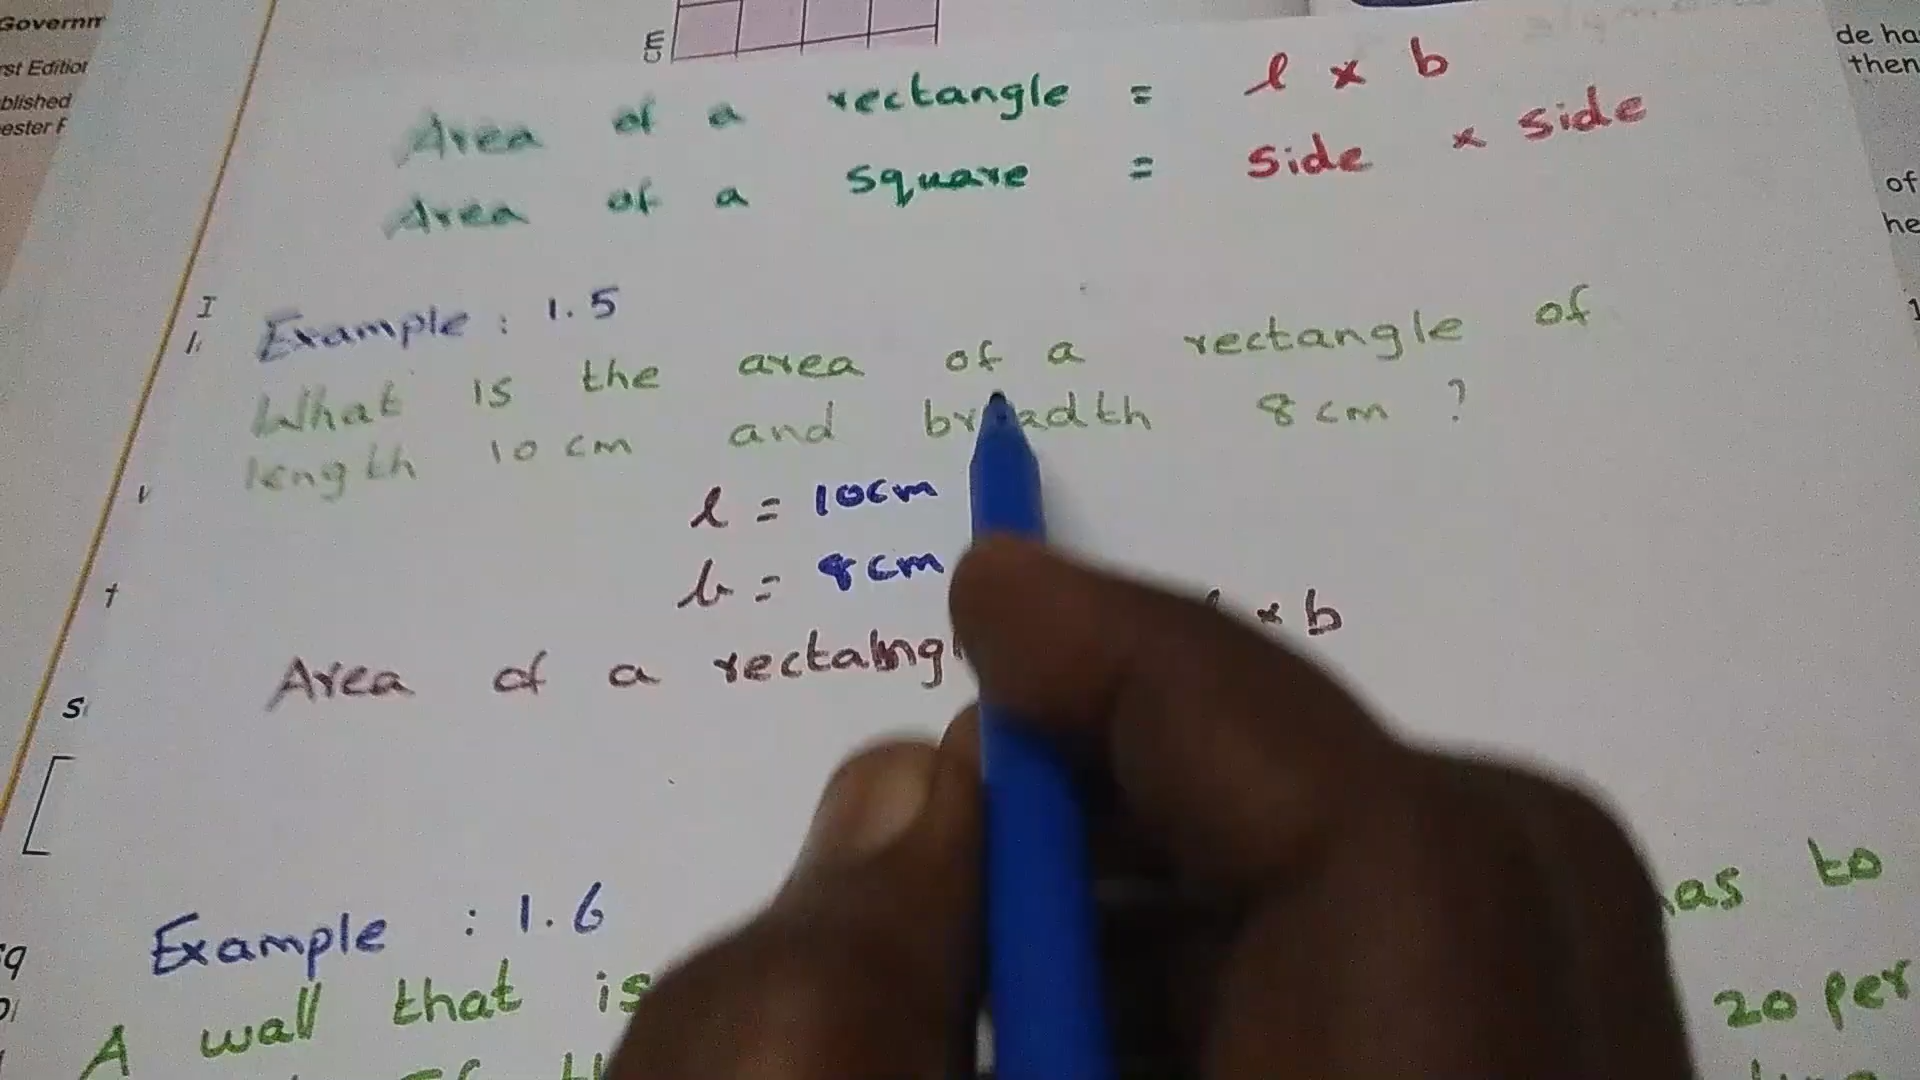 cm
Area of a rectangle = l × b
Area of a square = side × side
Example : 1.5
What is the area of a rectangle of
length 10 cm and breadth 8 cm ?
l = 10cm
b = 8cm
Area of a rectangl × b
Example : 1.6
A wall that is as to
20 per
Governm
rst Edition
blished
ester
de ha
then
of
he